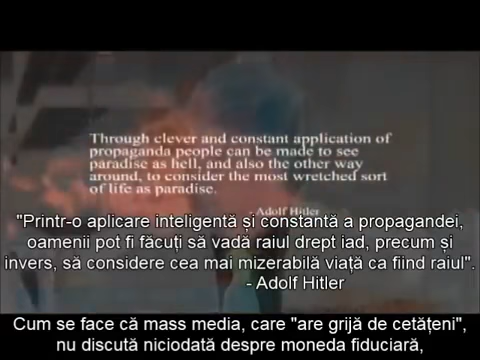 Through clever and constant application of
propaganda people can be made to see
paradise as hell, and also the other way
around, to consider the most wretched sort
of life as paradise.
Adolf Hitler
"Printr-o aplicare inteligentă și constantă a propagandei,
oamenii pot fi făcuți să vadă raiul drept iad, precum și
invers, să considere cea mai mizerabilă viață ca fiind raiul".
- Adolf Hitler
Cum se face că mass media, care "are grijă de cetățeni",
nu discută niciodată despre moneda fiduciară,